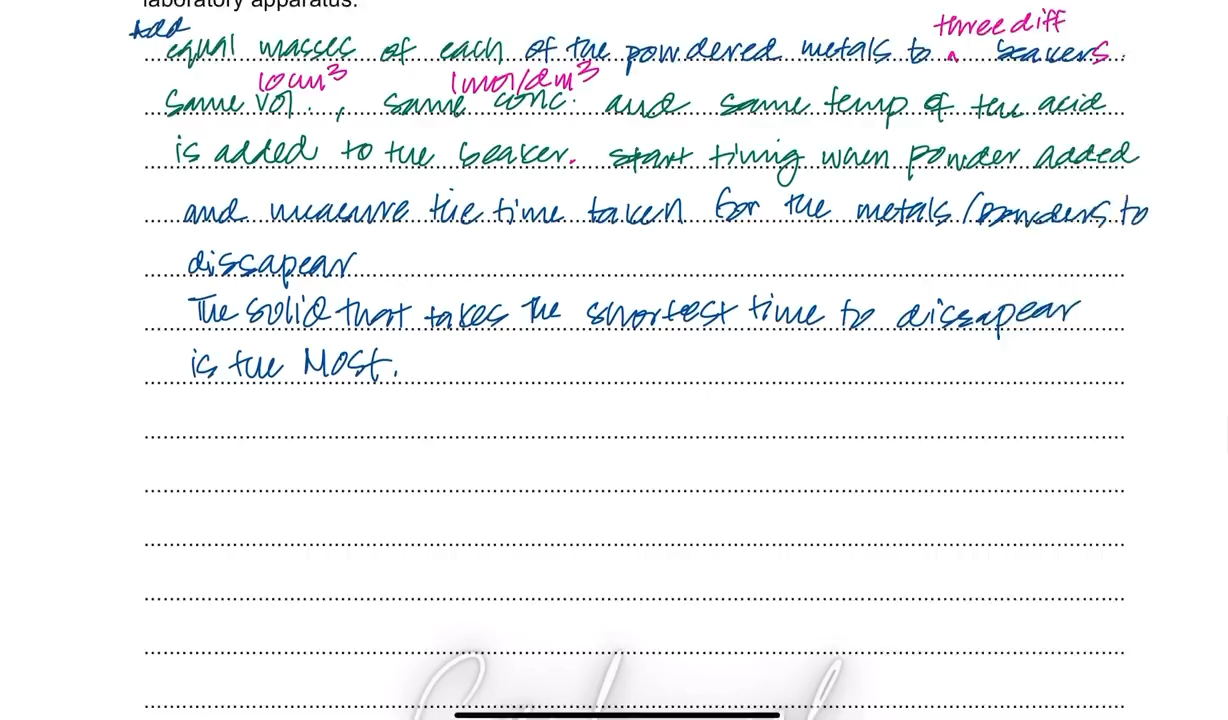 laboratory apparatus.
Add three diff
equal masses of each of the powdered metals to ^ beakers.
10cm³ 1mol/dm³
same vol., same conc. and same temp of the acid
is added to the beaker. start timig when powder added
and measure the time taken for the metals/powders to
dissapear
The solid that takes the shortest time to dissapear
is the Most.